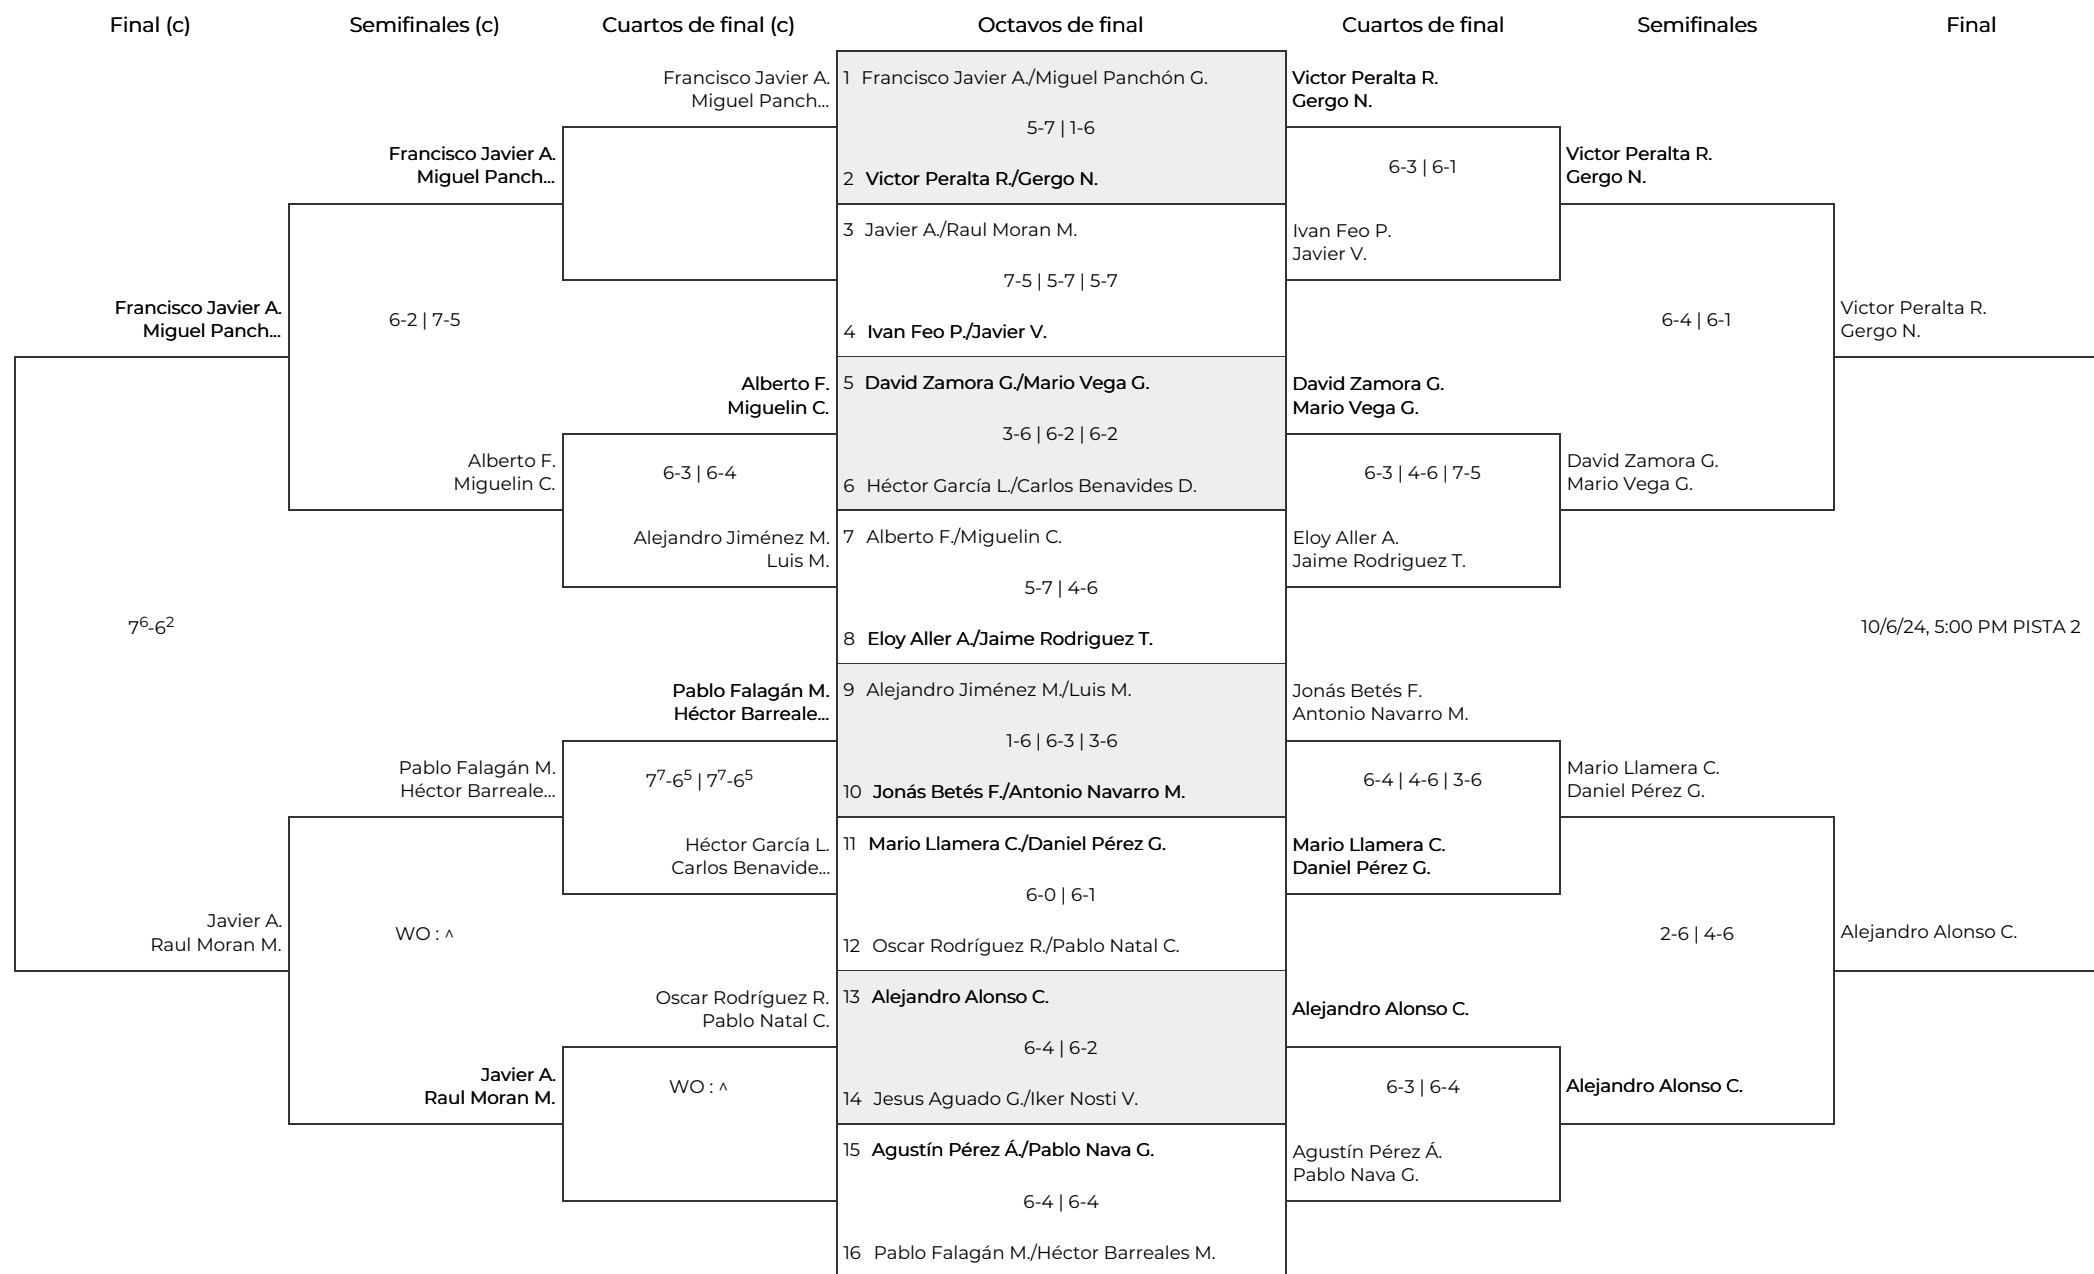 Final (c)
Semifinales (c)
Cuartos de final (c)
Octavos de final
Cuartos de final
Semifinales
Final
Francisco Javier A.
Miguel Panch...
Francisco Javier A.
Miguel Panch...
6-2 | 7-5
Alberto F.
Miguelin C.
Javier A.
Raul Moran M.
7⁶-6²
Francisco Javier A.
Miguel Panch...
Pablo Falagán M.
Héctor Barreale...
WO : ^
Javier A.
Raul Moran M.
Francisco Javier A.
Miguel Panch...
Alberto F.
Miguelin C.
6-3 | 6-4
Alejandro Jiménez M.
Luis M.
Pablo Falagán M.
Héctor Barreale...
7⁷-6⁵ | 7⁷-6⁵
Héctor García L.
Carlos Benavide...
Oscar Rodríguez R.
Pablo Natal C.
WO : ^
1 Francisco Javier A./Miguel Panchón G.
5-7 | 1-6
2 Victor Peralta R./Gergo N.
3 Javier A./Raul Moran M.
7-5 | 5-7 | 5-7
4 Ivan Feo P./Javier V.
5 David Zamora G./Mario Vega G.
3-6 | 6-2 | 6-2
6 Héctor García L./Carlos Benavides D.
7 Alberto F./Miguelin C.
5-7 | 4-6
8 Eloy Aller A./Jaime Rodriguez T.
9 Alejandro Jiménez M./Luis M.
1-6 | 6-3 | 3-6
10 Jonás Betés F./Antonio Navarro M.
11 Mario Llamera C./Daniel Pérez G.
6-0 | 6-1
12 Oscar Rodríguez R./Pablo Natal C.
13 Alejandro Alonso C.
6-4 | 6-2
14 Jesus Aguado G./Iker Nosti V.
15 Agustín Pérez Á./Pablo Nava G.
6-4 | 6-4
16 Pablo Falagán M./Héctor Barreales M.
Victor Peralta R.
Gergo N.
6-3 | 6-1
Ivan Feo P.
Javier V.
David Zamora G.
Mario Vega G.
6-3 | 4-6 | 7-5
Eloy Aller A.
Jaime Rodriguez T.
Jonás Betés F.
Antonio Navarro M.
6-4 | 4-6 | 3-6
Mario Llamera C.
Daniel Pérez G.
Alejandro Alonso C.
6-3 | 6-4
Agustín Pérez Á.
Pablo Nava G.
Victor Peralta R.
Gergo N.
6-4 | 6-1
David Zamora G.
Mario Vega G.
Mario Llamera C.
Daniel Pérez G.
2-6 | 4-6
Alejandro Alonso C.
Victor Peralta R.
Gergo N.
10/6/24, 5:00 PM PISTA 2
Alejandro Alonso C.